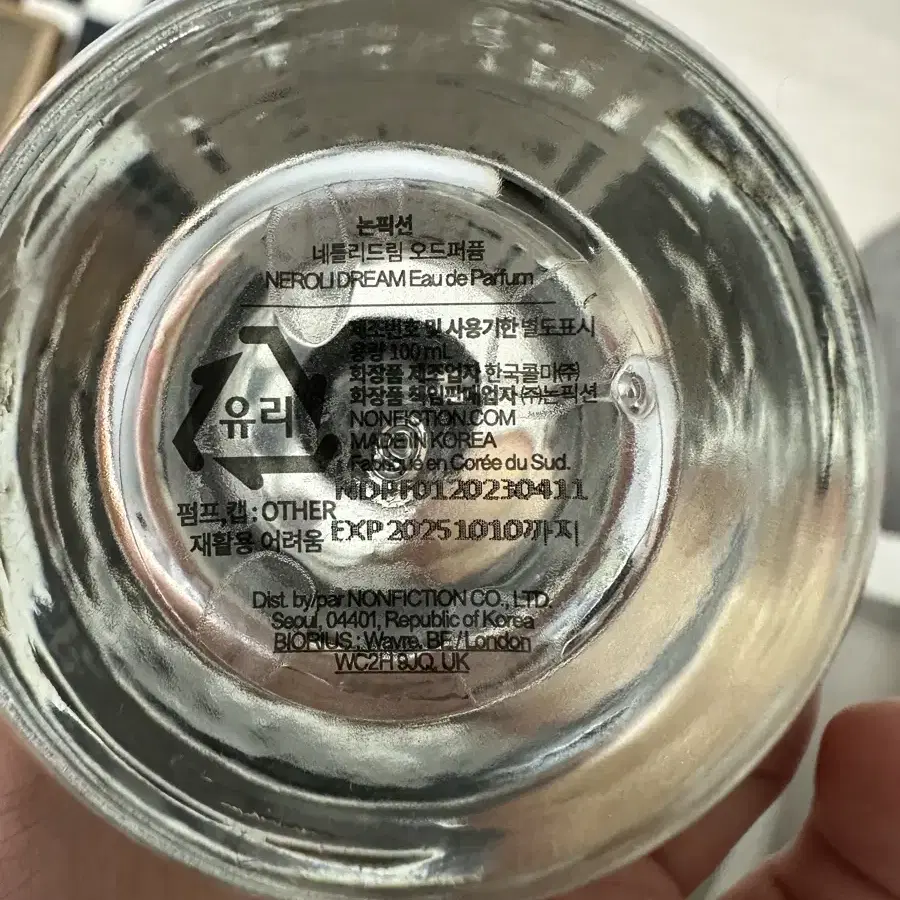 논픽션
네롤리드림 오드퍼퓸
NEROLI DREAM Eau de Parfum
제조번호 및 사용기한 별도표시
용량 100 mL
화장품 제조업자 한국콜마(주)
화장품 책임판매업자 (주)논픽션
NONFICTION.COM
MADE IN KOREA
Fabriqué en Corée du Sud.
유리
펌프,캡 : OTHER
재활용 어려움
NDPF0120230411
EXP 20251010까지
Dist. by/par NONFICTION CO., LTD.
Seoul, 04401, Republic of Korea
BIORIUS : Wavre. BE / London
WC2H 9JQ, UK